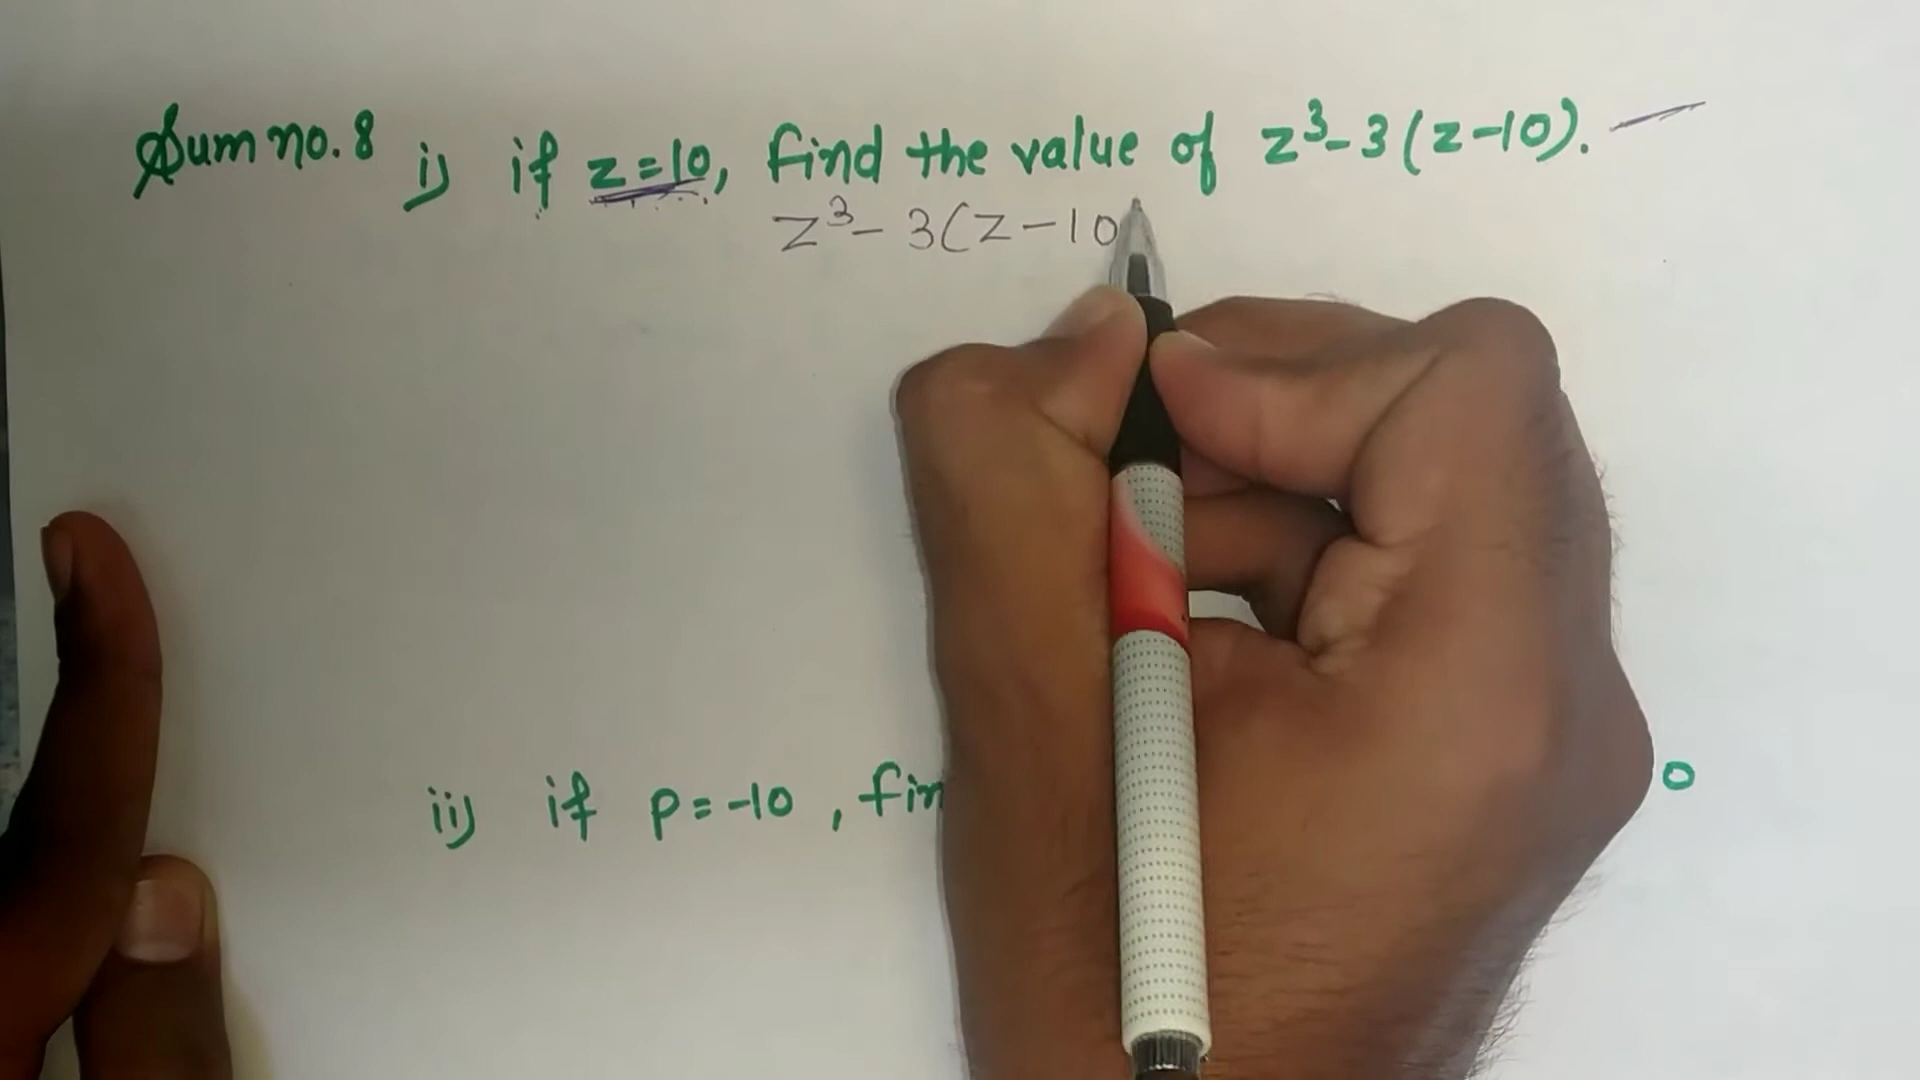 Sum no. 8 i) if z=10, find the value of z³-3(z-10).
z³- 3(z-10
ii) if p=-10, fin 0